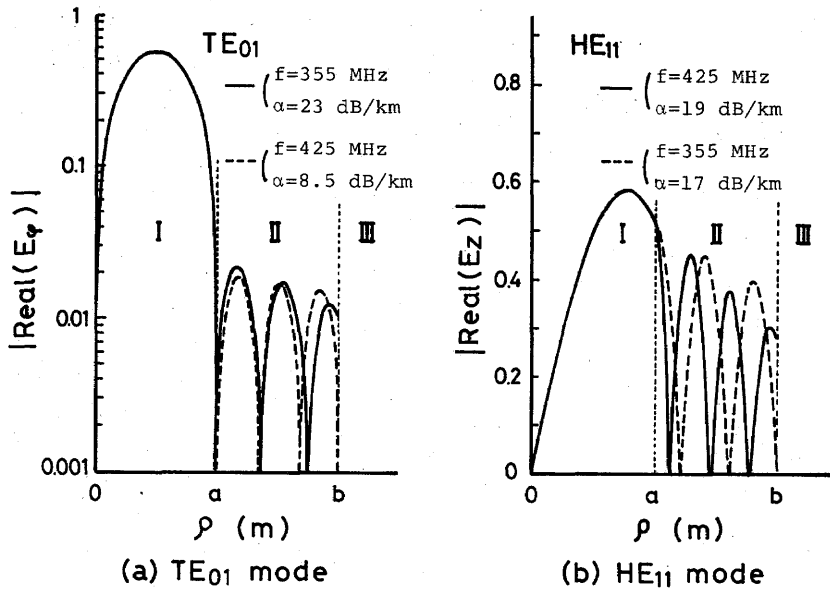 TE01
f=355 MHz
α=23 dB/km
f=425 MHz
α=8.5 dB/km
|Real(Eφ)|
1
0.1
0.01
0.001
I
II
III
0
a
b
ρ (m)
(a) TE01 mode
HE11
f=425 MHz
α=19 dB/km
f=355 MHz
α=17 dB/km
|Real(Ez)|
0.8
0.6
0.4
0.2
0
I
II
III
0
a
b
ρ (m)
(b) HE11 mode